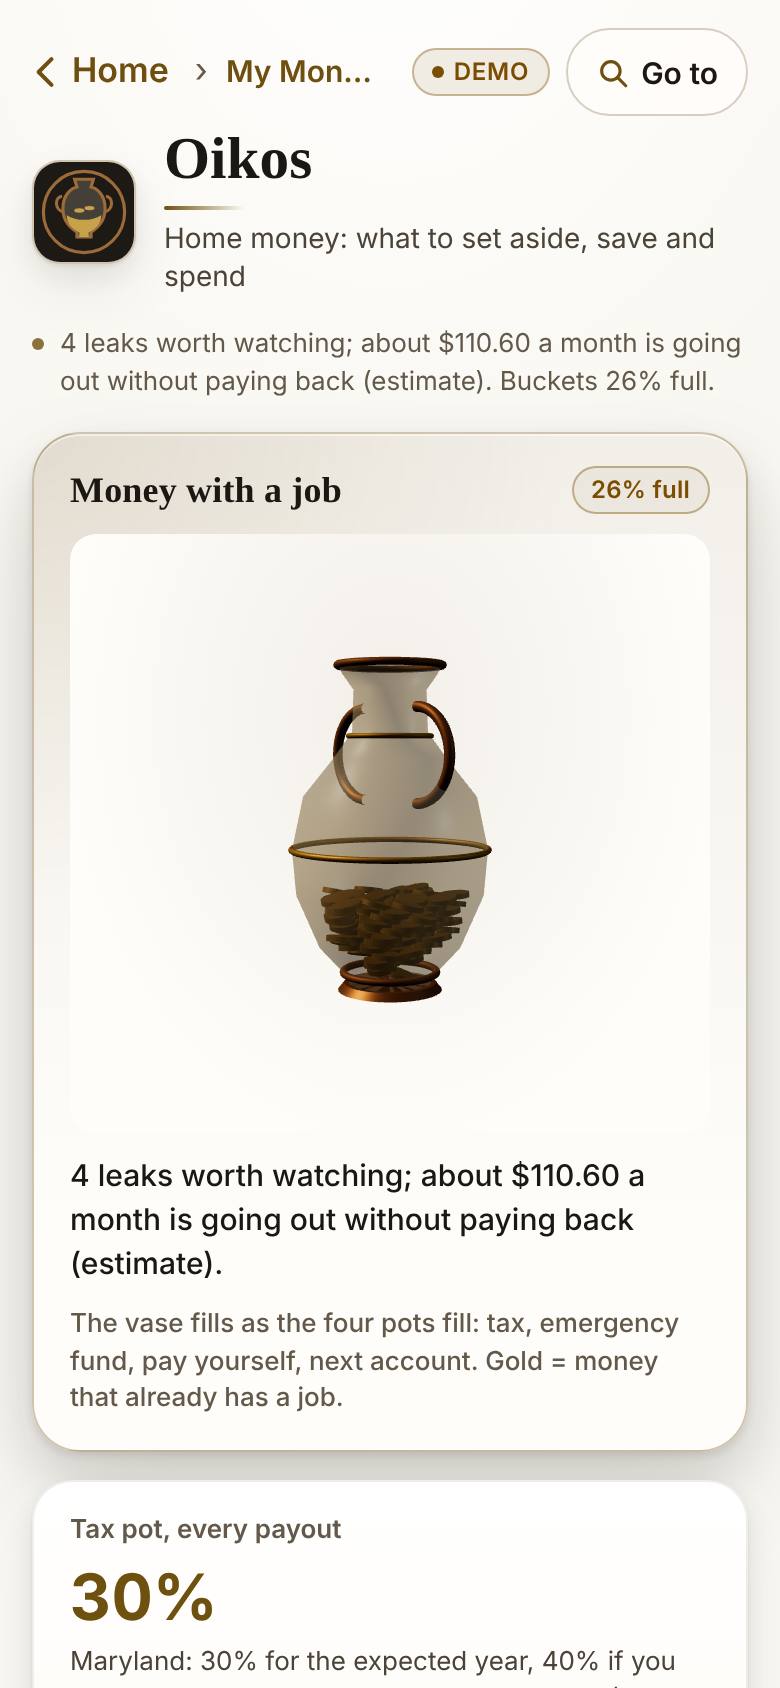 Home › My Mon...
DEMO
Go to
Oikos
Home money: what to set aside, save and
spend
4 leaks worth watching; about $110.60 a month is going
out without paying back (estimate). Buckets 26% full.
Money with a job
26% full
4 leaks worth watching; about $110.60 a
month is going out without paying back
(estimate).
The vase fills as the four pots fill: tax, emergency
fund, pay yourself, next account. Gold = money
that already has a job.
Tax pot, every payout
30%
Maryland: 30% for the expected year, 40% if you